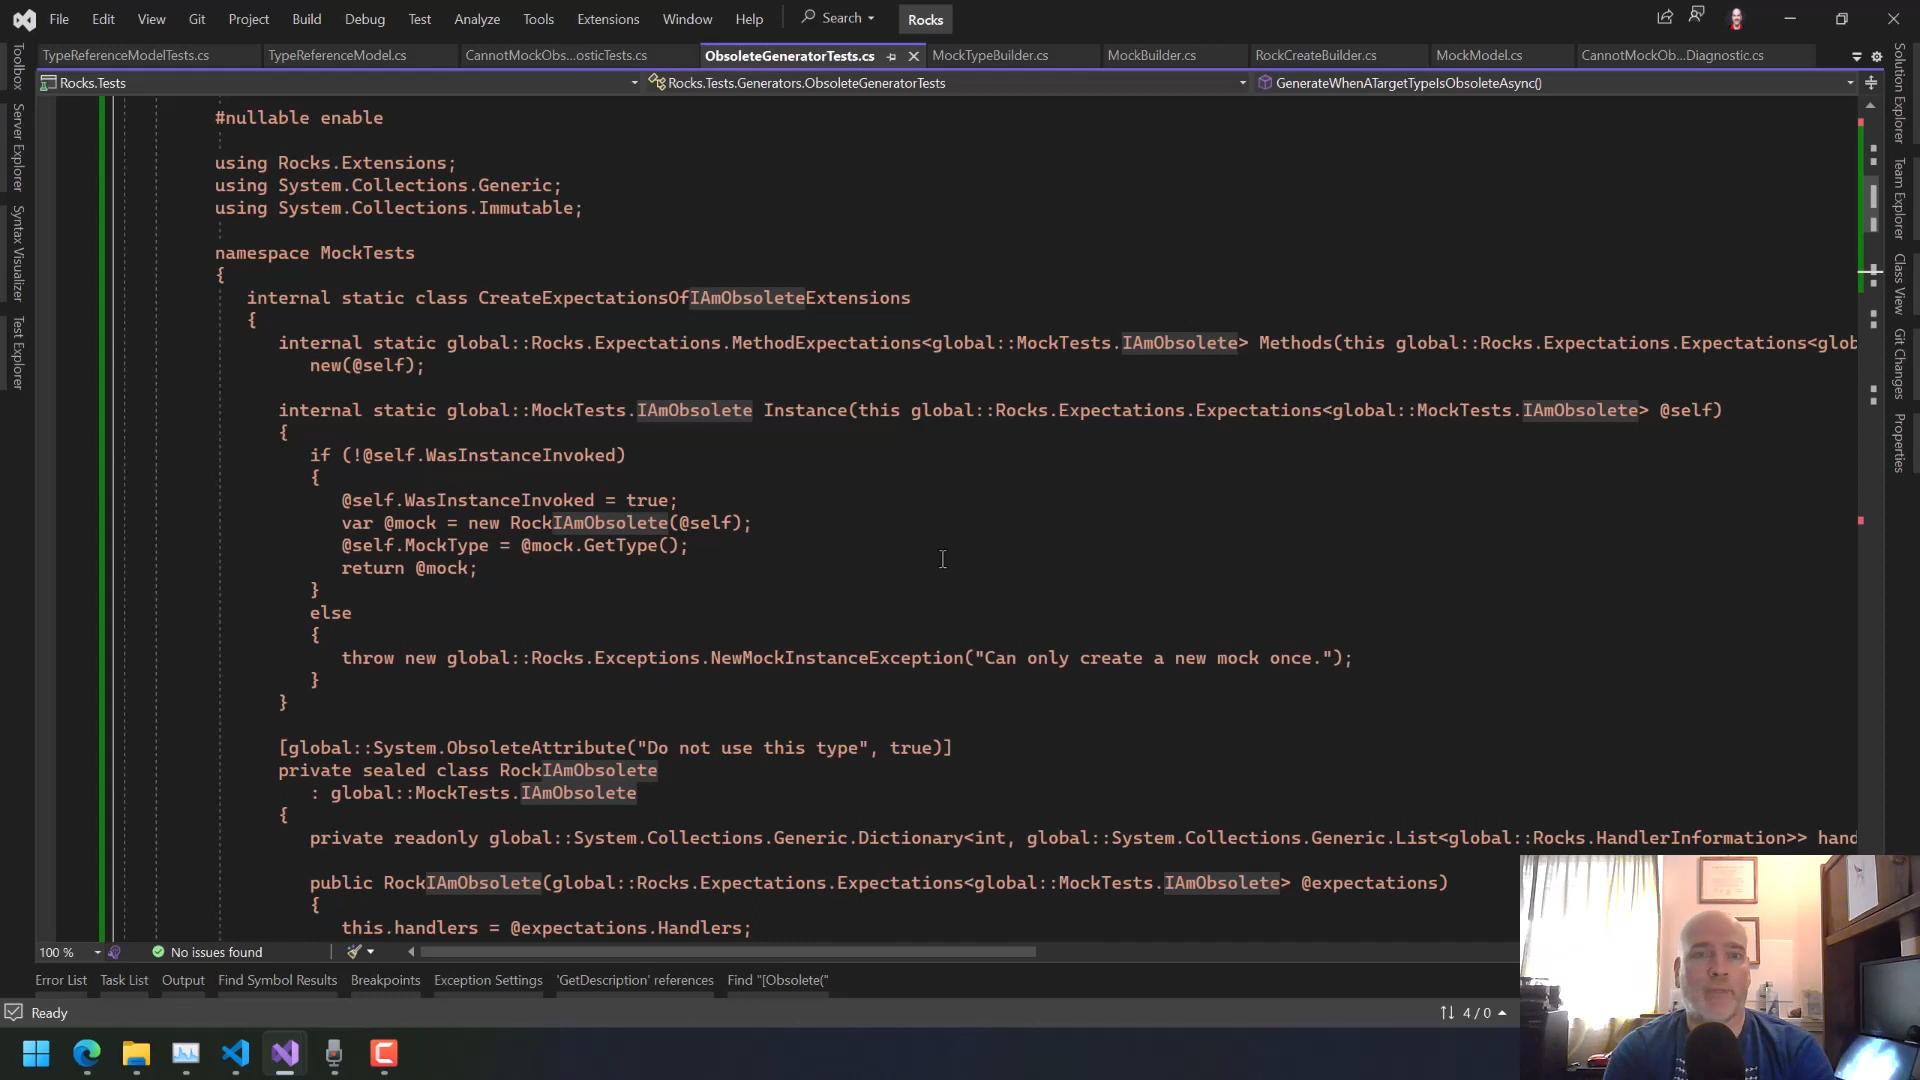 File Edit View Git Project Build Debug Test Analyze Tools Extensions Window Help Search Rocks
TypeReferenceModelTests.cs TypeReferenceModel.cs CannotMockObs...osticTests.cs ObsoleteGeneratorTests.cs MockTypeBuilder.cs MockBuilder.cs RockCreateBuilder.cs MockModel.cs CannotMockOb...Diagnostic.cs
Rocks.Tests Rocks.Tests.Generators.ObsoleteGeneratorTests GenerateWhenATargetTypeIsObsoleteAsync()
Toolbox
Server Explorer
Syntax Visualizer
Test Explorer
#nullable enable
using Rocks.Extensions;
using System.Collections.Generic;
using System.Collections.Immutable;
namespace MockTests
{
internal static class CreateExpectationsOfIAmObsoleteExtensions
{
internal static global::Rocks.Expectations.MethodExpectations<global::MockTests.IAmObsolete> Methods(this global::Rocks.Expectations.Expectations<glob
new(@self);
internal static global::MockTests.IAmObsolete Instance(this global::Rocks.Expectations.Expectations<global::MockTests.IAmObsolete> @self)
{
if (!@self.WasInstanceInvoked)
{
@self.WasInstanceInvoked = true;
var @mock = new RockIAmObsolete(@self);
@self.MockType = @mock.GetType();
return @mock;
}
else
{
throw new global::Rocks.Exceptions.NewMockInstanceException("Can only create a new mock once.");
}
}
[global::System.ObsoleteAttribute("Do not use this type", true)]
private sealed class RockIAmObsolete
: global::MockTests.IAmObsolete
{
private readonly global::System.Collections.Generic.Dictionary<int, global::System.Collections.Generic.List<global::Rocks.HandlerInformation>> hand
public RockIAmObsolete(global::Rocks.Expectations.Expectations<global::MockTests.IAmObsolete> @expectations)
{
this.handlers = @expectations.Handlers;
Solution Explorer
Team Explorer
Class View
Git Changes
Properties
100 % No issues found
Error List Task List Output Find Symbol Results Breakpoints Exception Settings 'GetDescription' references Find "[Obsolete("
Ready 4 / 0